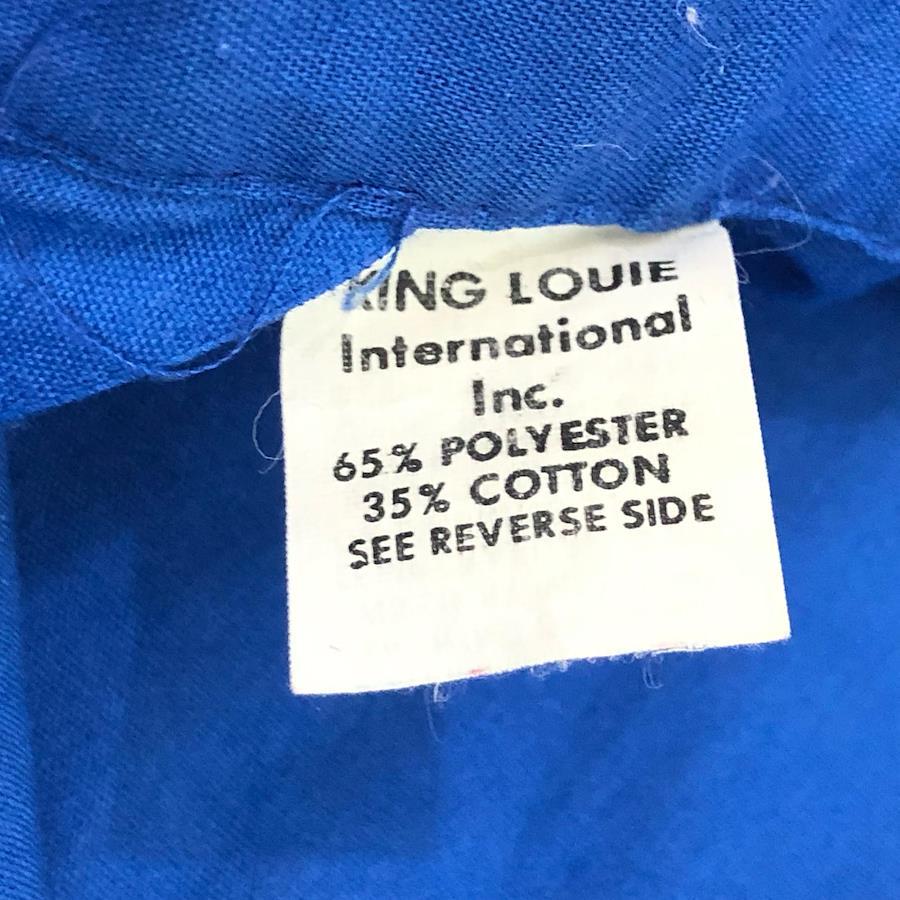 KING LOUIE
International
Inc.
65% POLYESTER
35% COTTON
SEE REVERSE SIDE